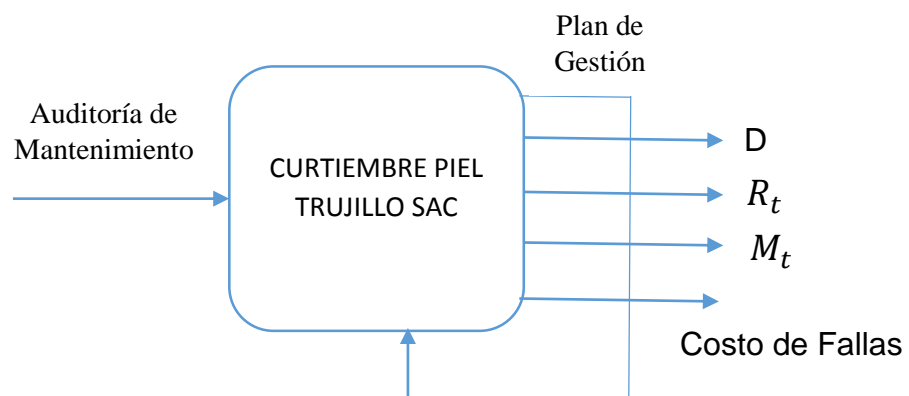 Plan de
Gestión
Auditoría de
Mantenimiento
CURTIEMBRE PIEL
TRUJILLO SAC
D
R_t
M_t
Costo de Fallas